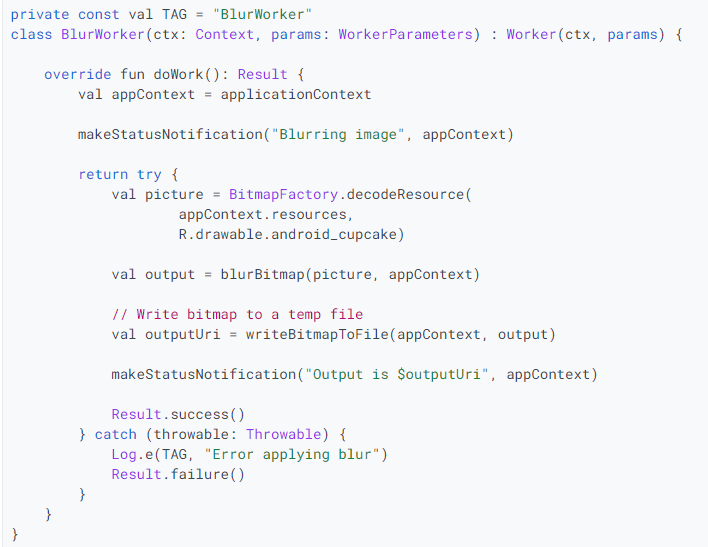 private const val TAG = "BlurWorker"
class BlurWorker(ctx: Context, params: WorkerParameters) : Worker(ctx, params) {
    override fun doWork(): Result {
        val appContext = applicationContext
        makeStatusNotification("Blurring image", appContext)
        return try {
            val picture = BitmapFactory.decodeResource(
                    appContext.resources,
                    R.drawable.android_cupcake)
            val output = blurBitmap(picture, appContext)
            // Write bitmap to a temp file
            val outputUri = writeBitmapToFile(appContext, output)
            makeStatusNotification("Output is $outputUri", appContext)
            Result.success()
        } catch (throwable: Throwable) {
            Log.e(TAG, "Error applying blur")
            Result.failure()
        }
    }
}